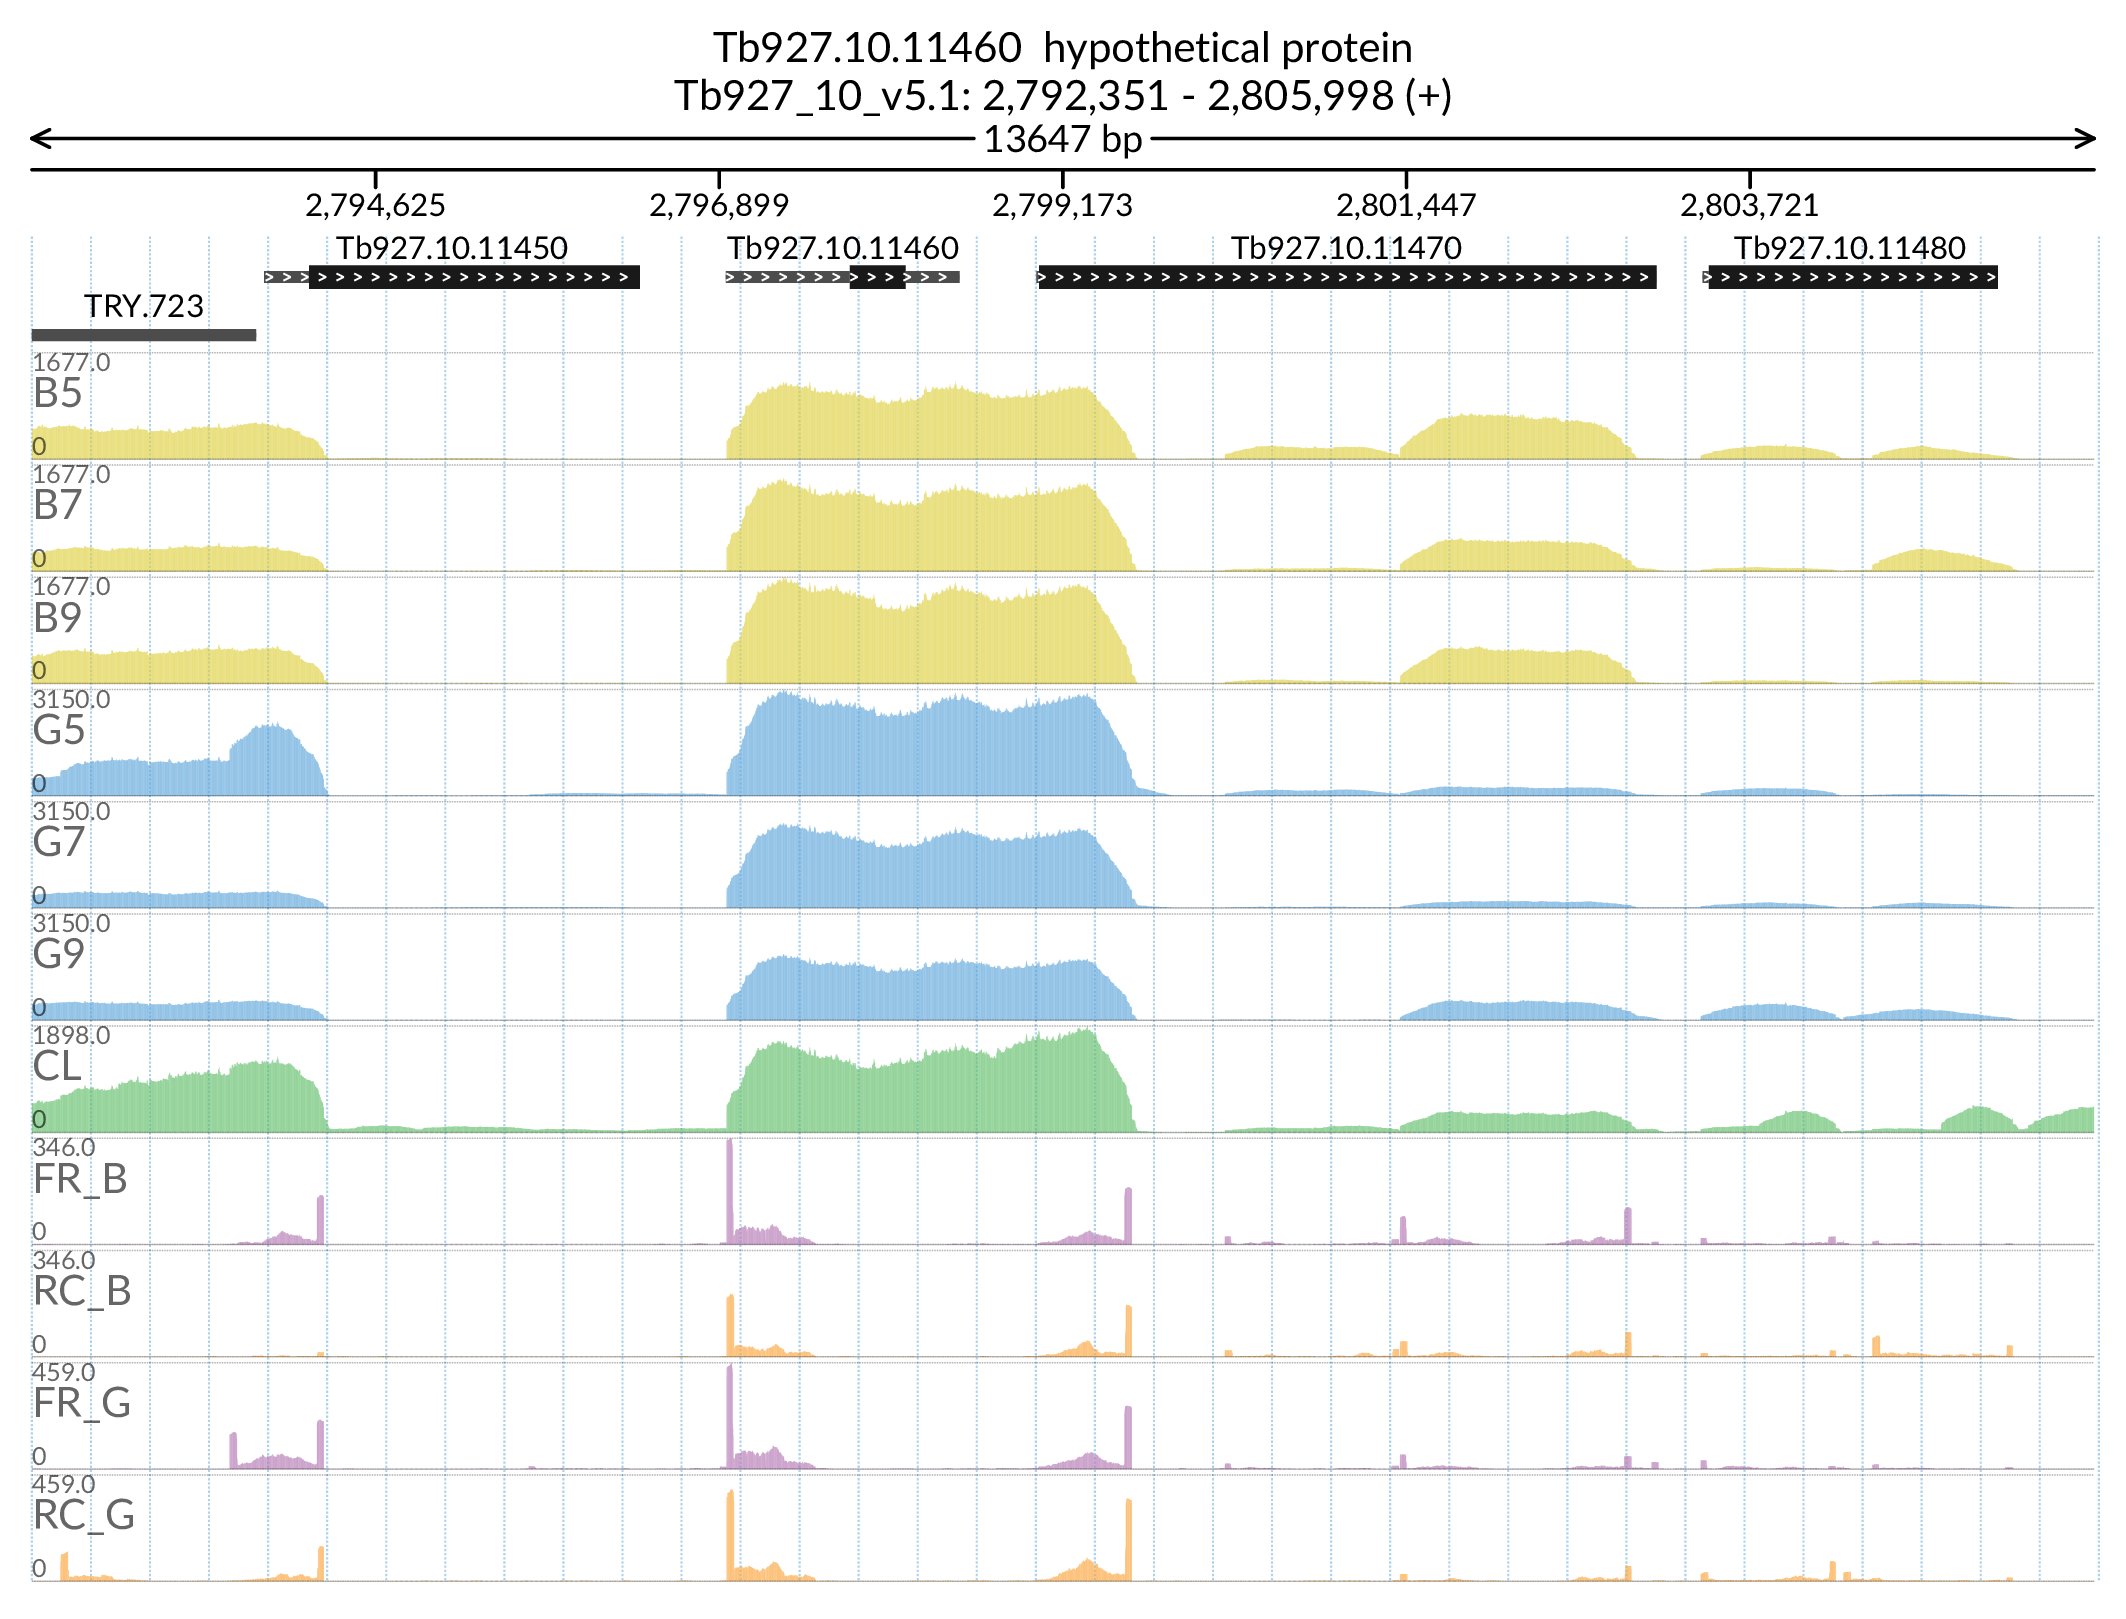 Tb927.10.11460  hypothetical protein
Tb927_10_v5.1: 2,792,351 - 2,805,998 (+)
13647 bp
2,794,625 2,796,899 2,799,173 2,801,447 2,803,721
Tb927.10.11450 Tb927.10.11460 Tb927.10.11470 Tb927.10.11480
TRY.723
1677.0
B5
0
1677.0
B7
0
1677.0
B9
0
3150.0
G5
0
3150.0
G7
0
3150.0
G9
0
1898.0
CL
0
346.0
FR_B
0
346.0
RC_B
0
459.0
FR_G
0
459.0
RC_G
0